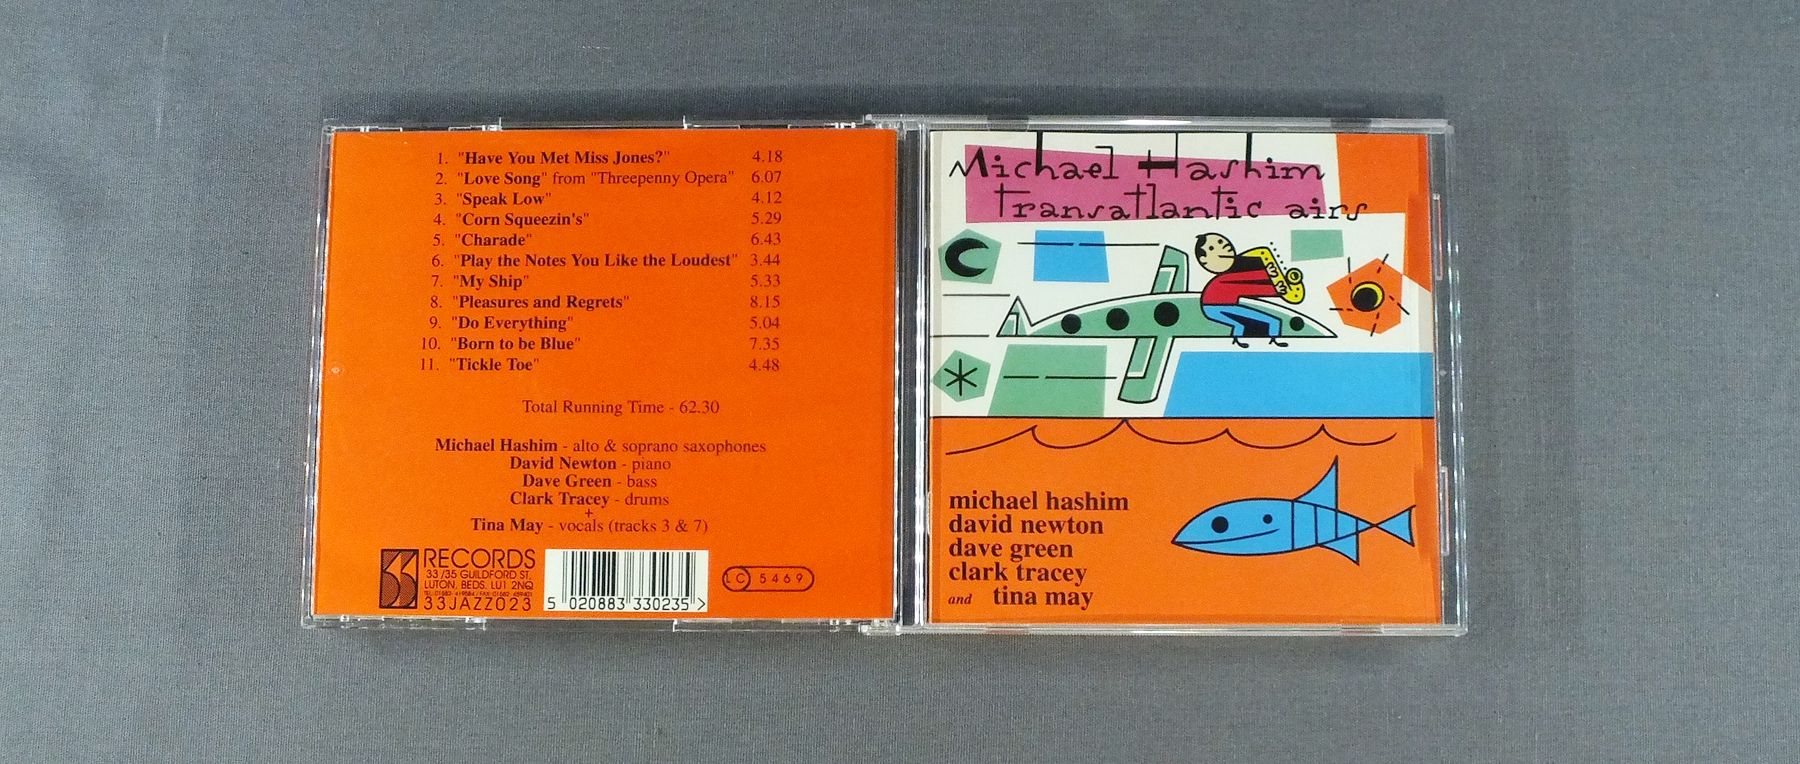 1. "Have You Met Miss Jones?" 4.18
2. "Love Song" from "Threepenny Opera" 6.07
3. "Speak Low" 4.12
4. "Corn Squeezin's" 5.29
5. "Charade" 6.43
6. "Play the Notes You Like the Loudest" 3.44
7. "My Ship" 5.33
8. "Pleasures and Regrets" 8.15
9. "Do Everything" 5.04
10. "Born to be Blue" 7.35
11. "Tickle Toe" 4.48
Total Running Time - 62.30
Michael Hashim - alto & soprano saxophones
David Newton - piano
Dave Green - bass
Clark Tracey - drums
+
Tina May - vocals (tracks 3 & 7)
33
RECORDS
33 /35 GUILDFORD ST,
LUTON, BEDS. LU1 2NQ
33JAZZ023
5 020883 330235 >
LC 5469
Michael Hashim
Transatlantic airs
michael hashim
david newton
dave green
clark tracey
and tina may